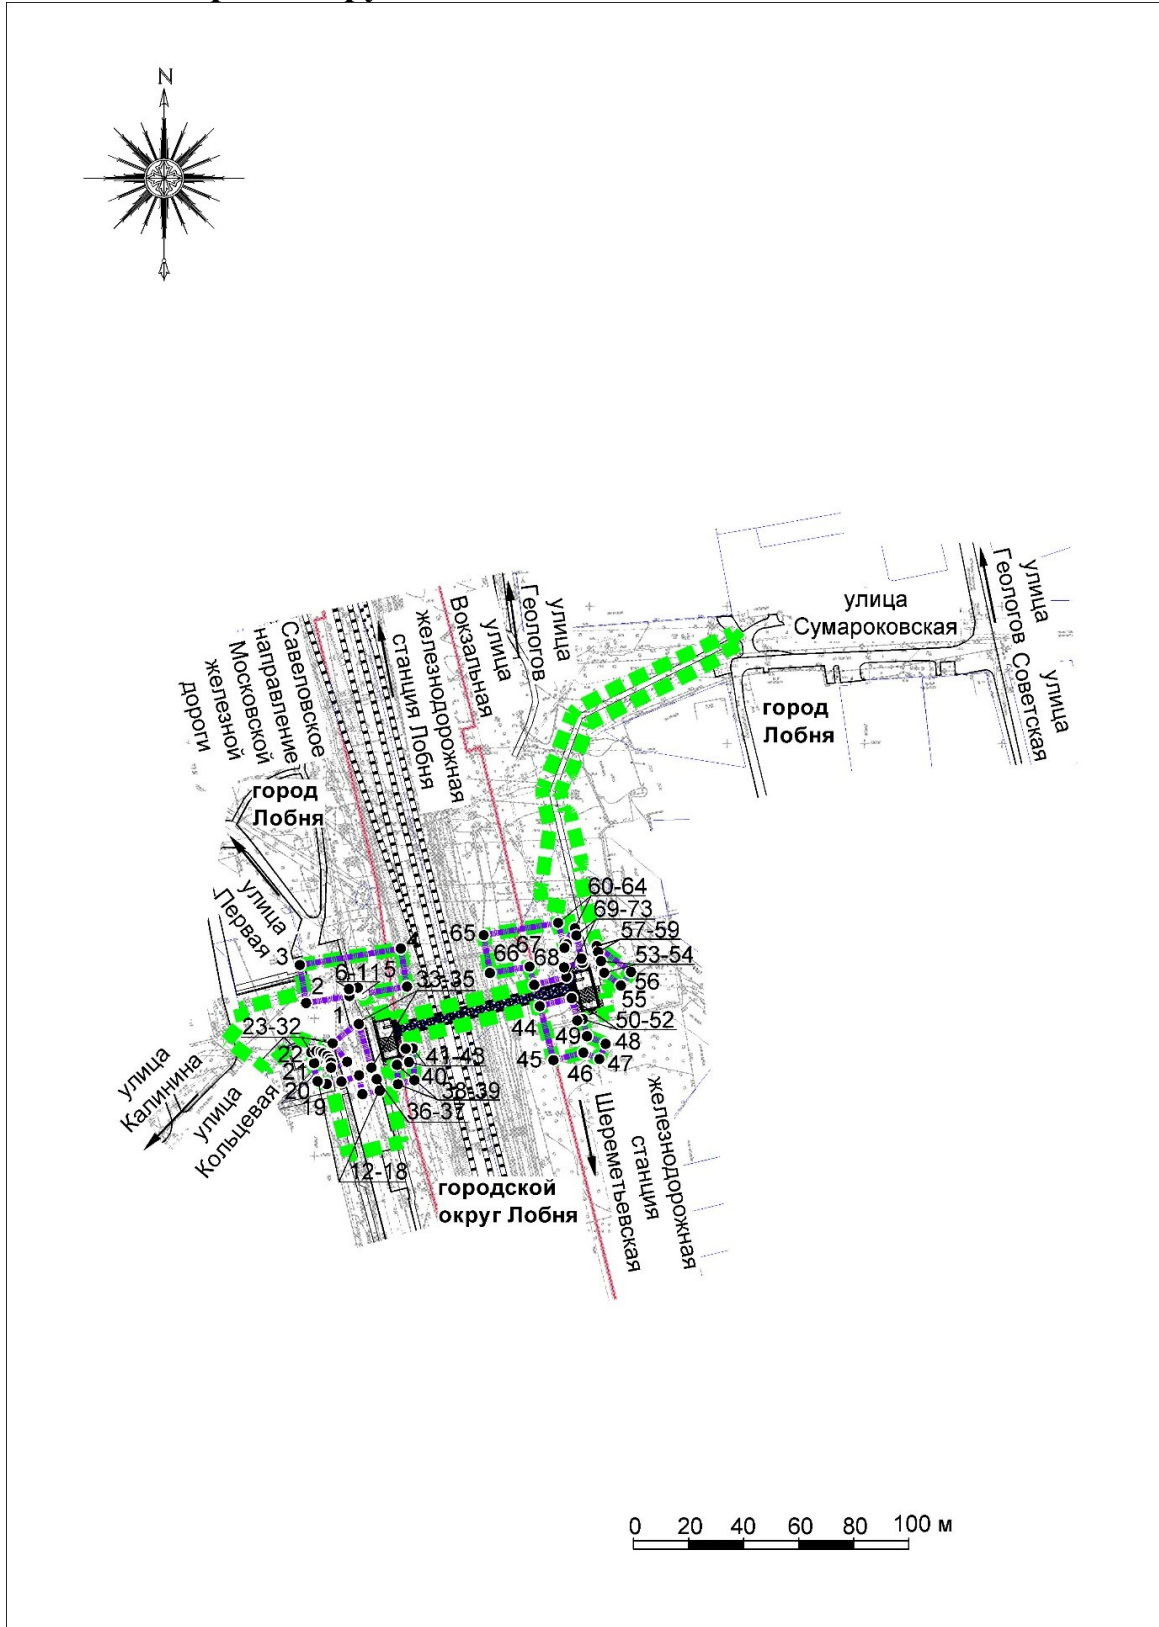 N
улица
Сумароковская
улица
Геологов
улица
Советская
город
Лобня
улица
Геологов
Вокзальная
улица
железнодорожная
станция Лобня
Савеловское
направление
Московской
железной
дороги
город
Лобня
улица
Первая
60-64
69-73
57-59
53-54
65
67
66
68
56
55
50-52
44
49
48
45
46
47
3
4
6-11
5
33-35
2
1
23-32
22
21
20
19
41-43
40
38-39
36-37
12-18
улица
Калинина
улица
Кольцевая
городской
округ Лобня
железнодорожная
станция
Шереметьевская
0 20 40 60 80 100 м